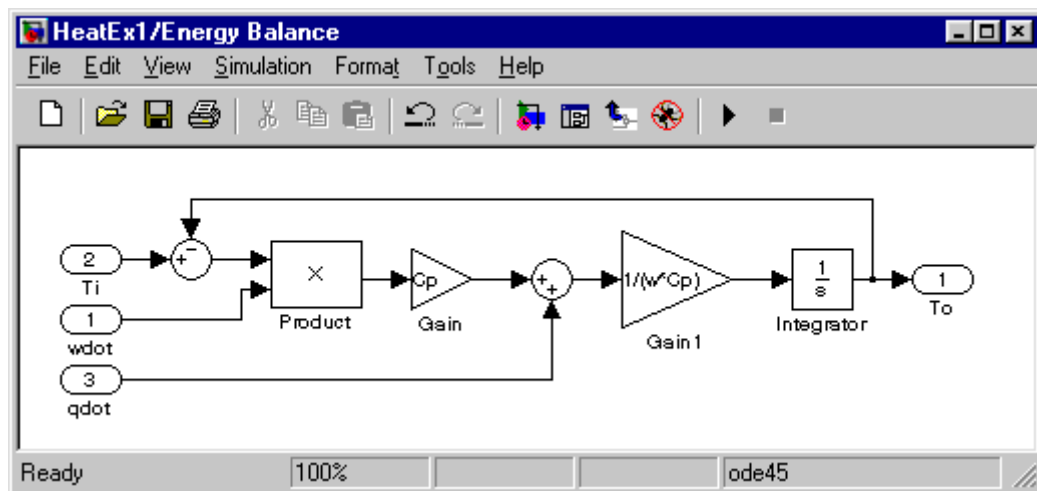 HeatEx1/Energy Balance
File Edit View Simulation Format Tools Help
2
Ti
1
wdot
3
qdot
+ −
×
Product
Cp
Gain
+ +
1/(w*Cp)
Gain1
1
s
Integrator
1
To
Ready 100% ode45